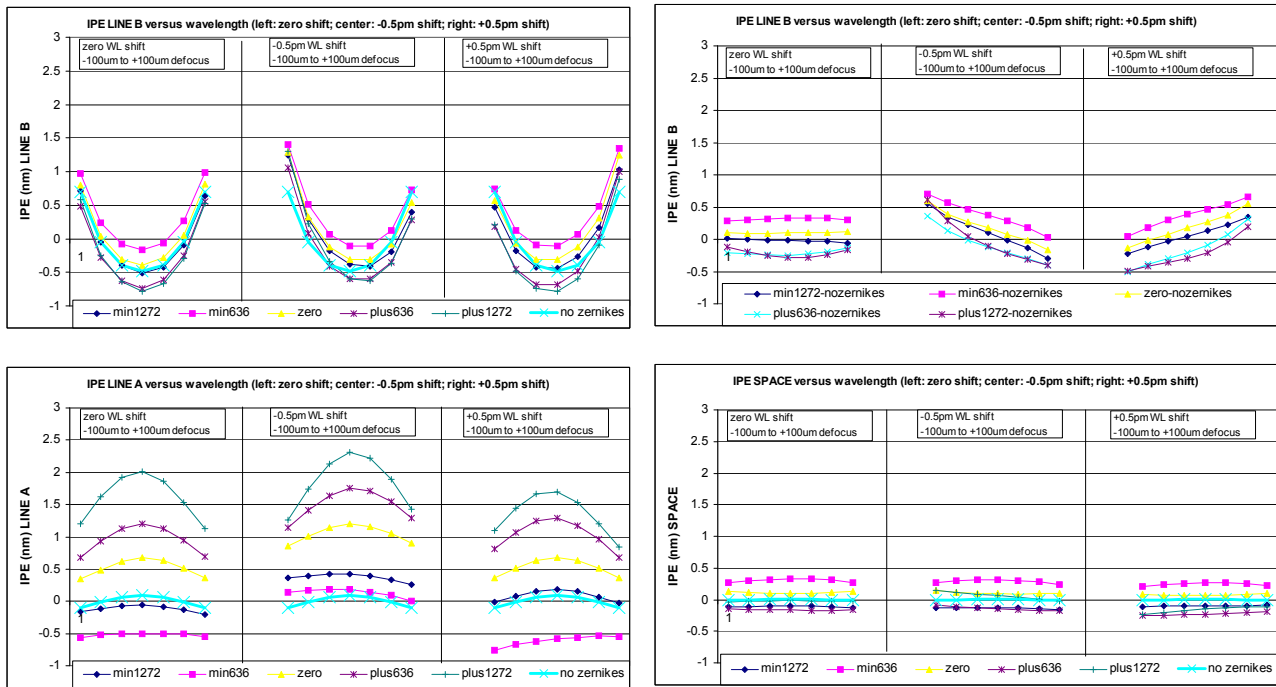 IPE LINE B versus wavelength (left: zero shift; center: -0.5pm shift; right: +0.5pm shift)
zero WL shift
-100um to +100um defocus
-0.5pm WL shift
-100um to +100um defocus
+0.5pm WL shift
-100um to +100um defocus
IPE (nm) LINE B
3
2.5
2
1.5
1
0.5
0
-0.5
-1
1
min1272 min636 zero plus636 plus1272 no zernikes
IPE LINE B versus wavelength (left: zero shift; center: -0.5pm shift; right: +0.5pm shift)
zero WL shift
-100um to +100um defocus
-0.5pm WL shift
-100um to +100um defocus
+0.5pm WL shift
-100um to +100um defocus
IPE (nm) LINE B
3
2.5
2
1.5
1
0.5
0
-0.5
-1
1
min1272-nozernikes min636-nozernikes zero-nozernikes
plus636-nozernikes plus1272-nozernikes
IPE LINE A versus wavelength (left: zero shift; center: -0.5pm shift; right: +0.5pm shift)
zero WL shift
-100um to +100um defocus
-0.5pm WL shift
-100um to +100um defocus
+0.5pm WL shift
-100um to +100um defocus
IPE (nm) LINE A
3
2.5
2
1.5
1
0.5
0
-0.5
-1
1
min1272 min636 zero plus636 plus1272 no zernikes
IPE SPACE versus wavelength (left: zero shift; center: -0.5pm shift; right: +0.5pm shift)
zero WL shift
-100um to +100um defocus
-0.5pm WL shift
-100um to +100um defocus
+0.5pm WL shift
-100um to +100um defocus
IPE (nm) SPACE
3
2.5
2
1.5
1
0.5
0
-0.5
-1
1
min1272 min636 zero plus636 plus1272 no zernikes